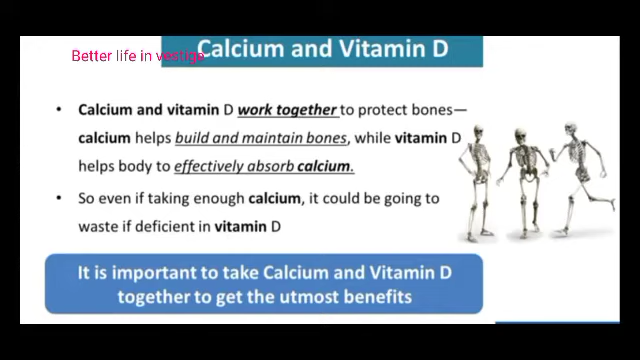 Better life in vestige
Calcium and Vitamin D
• Calcium and vitamin D work together to protect bones—
calcium helps build and maintain bones, while vitamin D
helps body to effectively absorb calcium.
• So even if taking enough calcium, it could be going to
waste if deficient in vitamin D
It is important to take Calcium and Vitamin D
together to get the utmost benefits